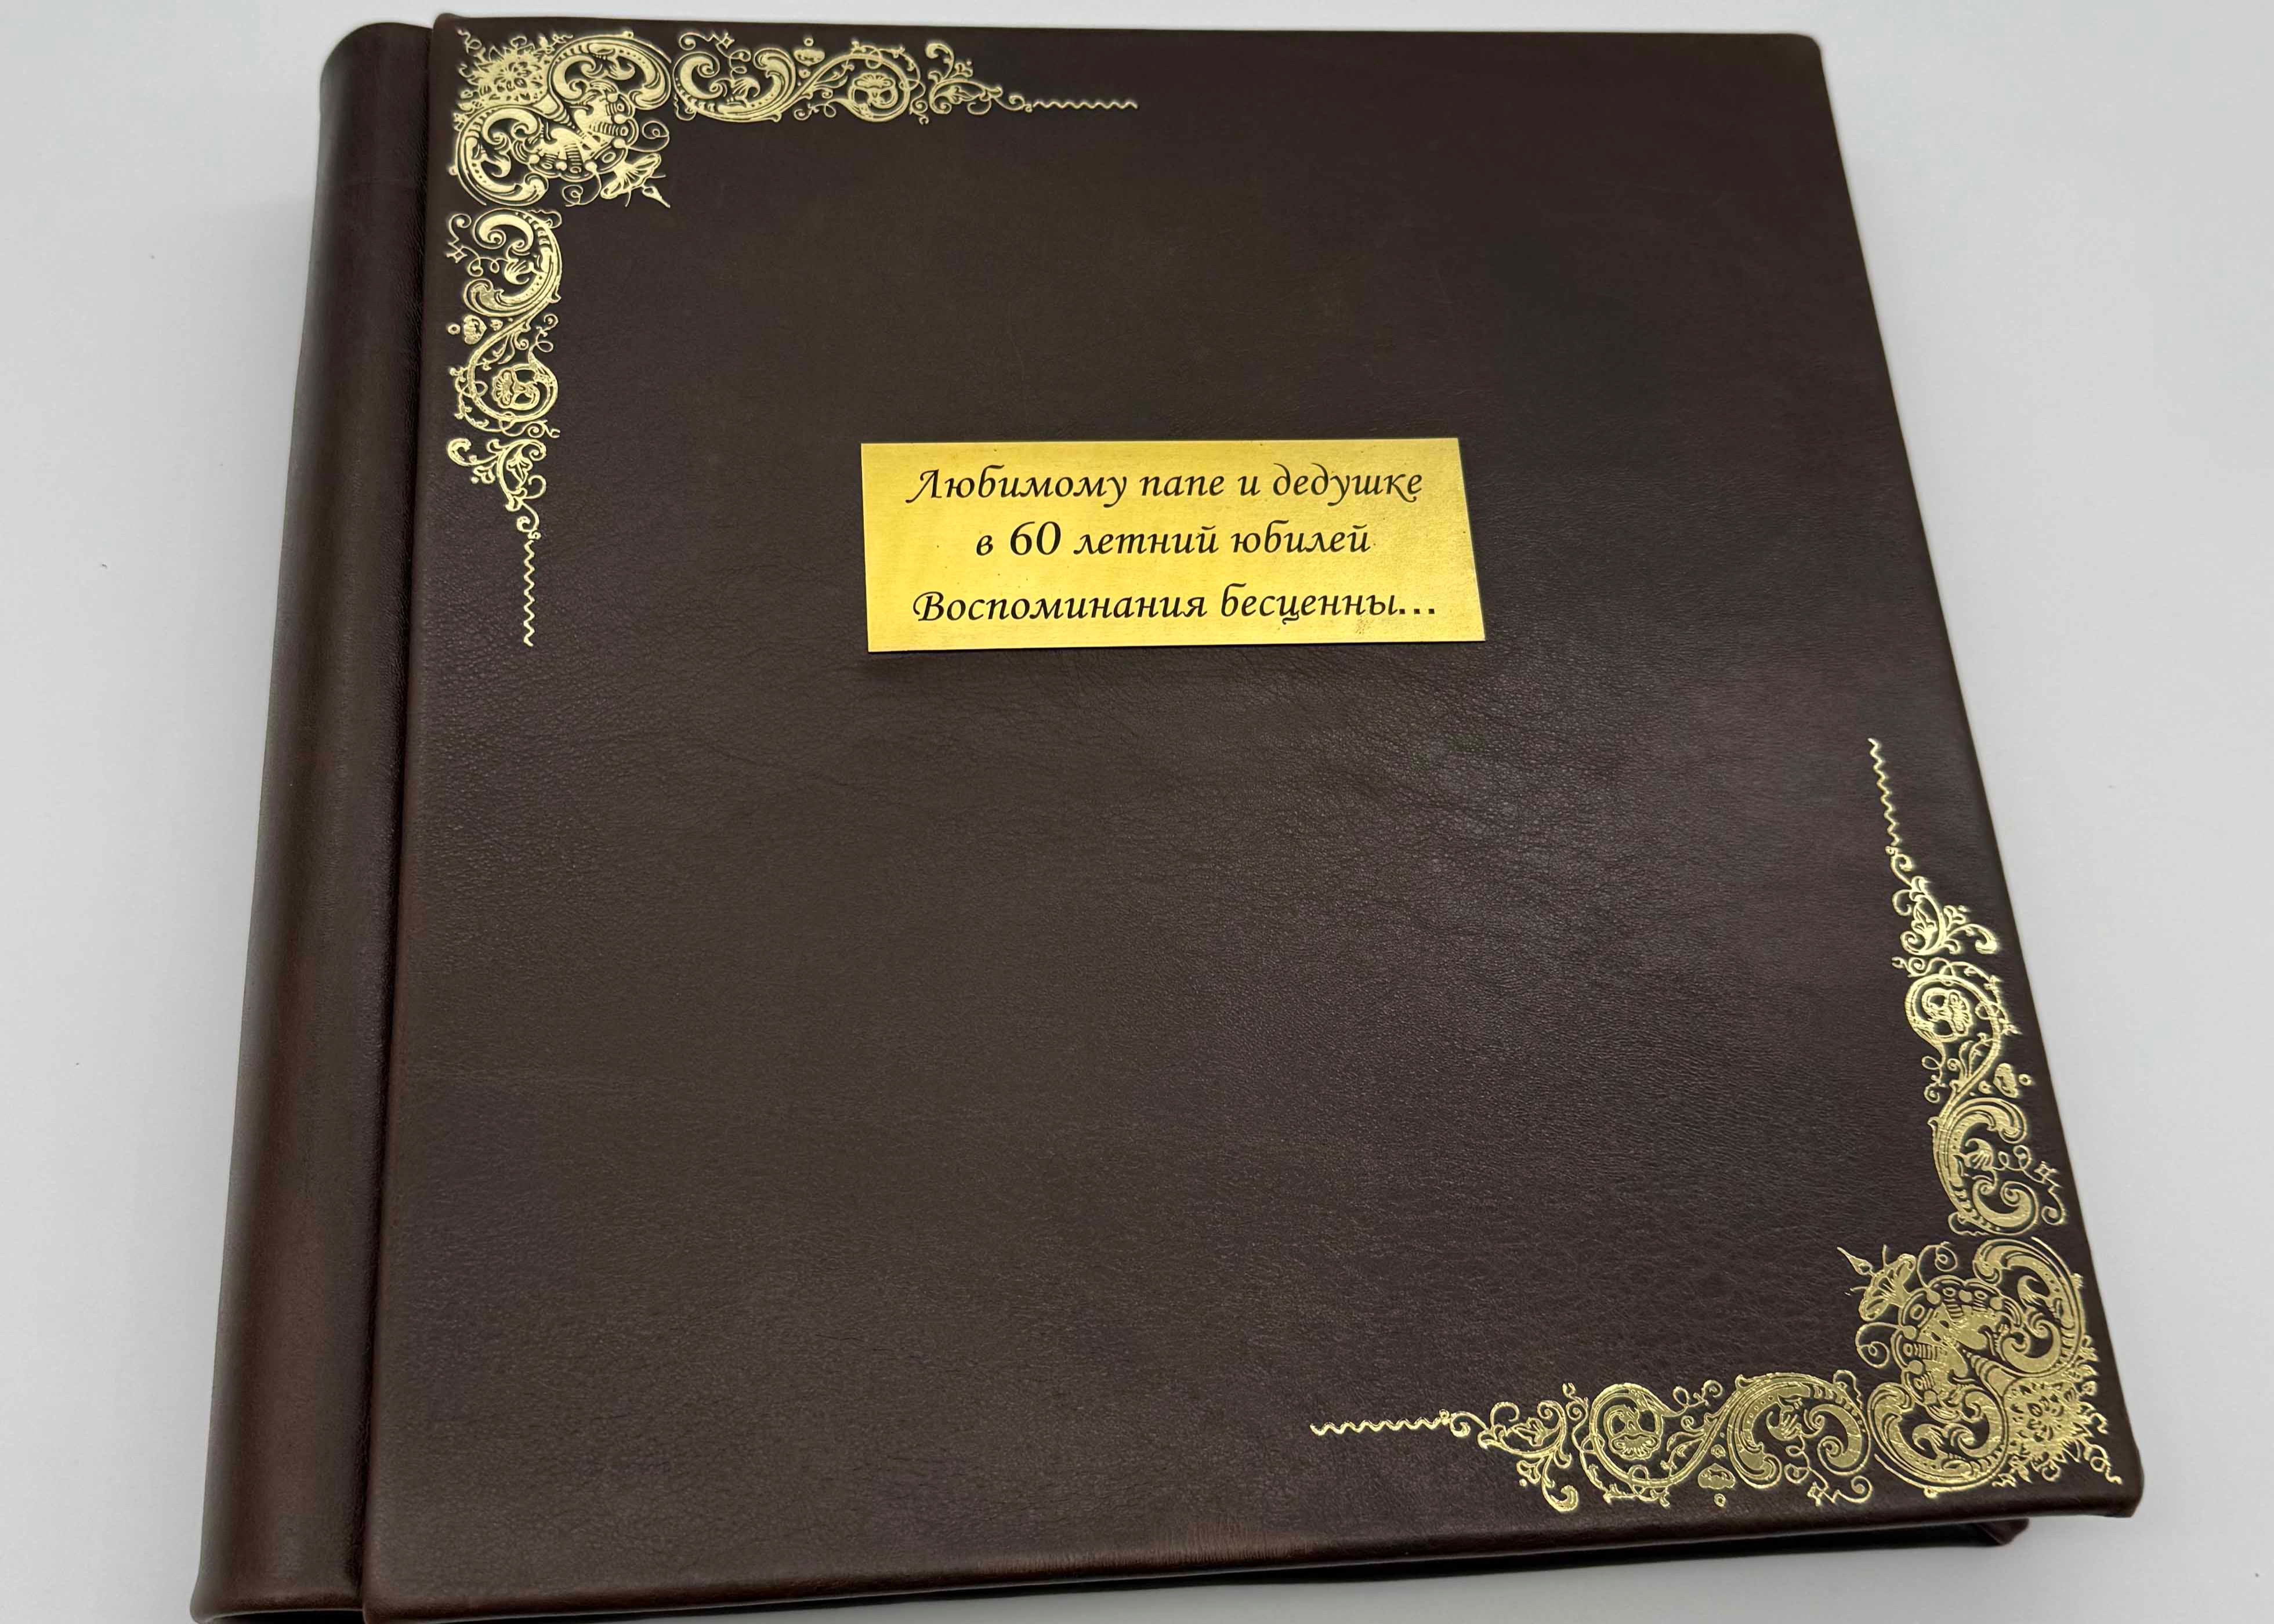 Любимому папе и дедушке
в 60 летний юбилей
Воспоминания бесценны...